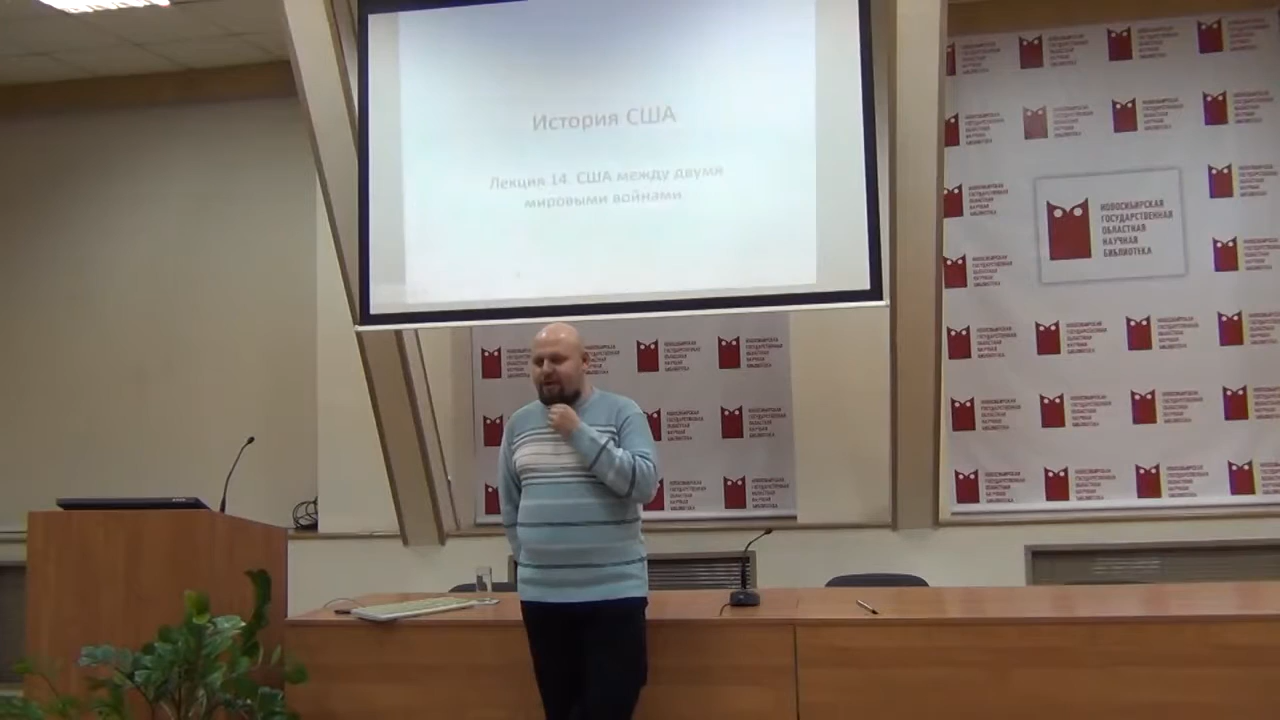 История США
Лекция 14. США между двумя
мировыми войнами
НОВОСИБИРСКАЯ
ГОСУДАРСТВЕННАЯ
ОБЛАСТНАЯ
НАУЧНАЯ
БИБЛИОТЕКА